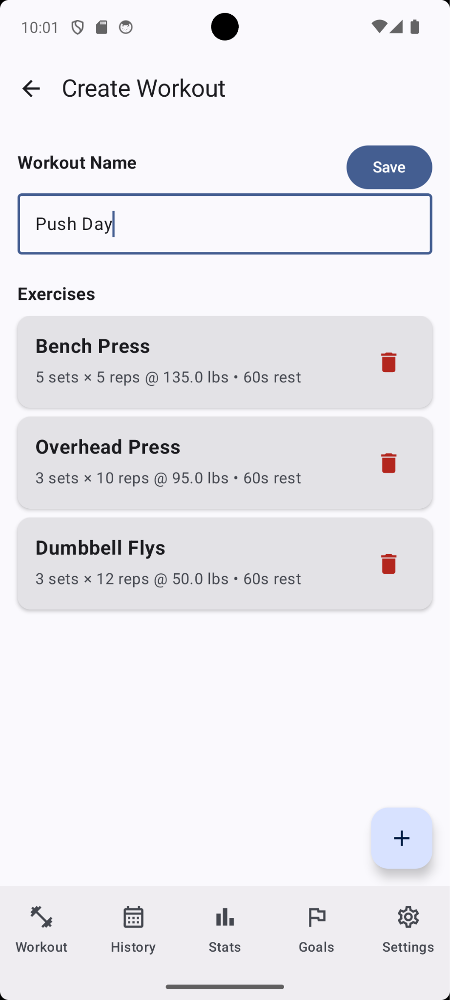 10:01
Create Workout
Workout Name
Save
Push Day
Exercises
Bench Press
5 sets × 5 reps @ 135.0 lbs • 60s rest
Overhead Press
3 sets × 10 reps @ 95.0 lbs • 60s rest
Dumbbell Flys
3 sets × 12 reps @ 50.0 lbs • 60s rest
Workout
History
Stats
Goals
Settings